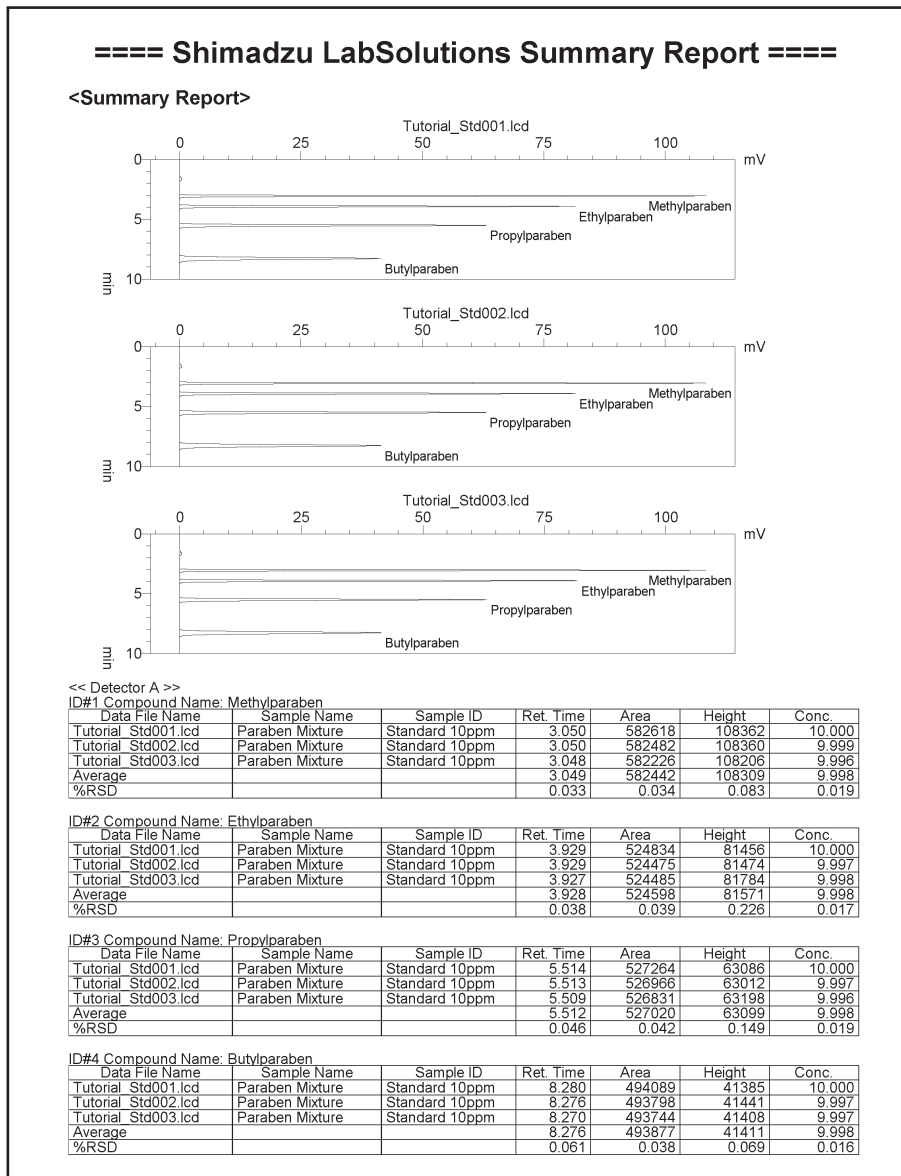 ==== Shimadzu LabSolutions Summary Report ====
<Summary Report>
Tutorial_Std001.lcd
0 25 50 75 100
mV
0
5
10
min
Methylparaben
Ethylparaben
Propylparaben
Butylparaben
Tutorial_Std002.lcd
0 25 50 75 100
mV
0
5
10
min
Methylparaben
Ethylparaben
Propylparaben
Butylparaben
Tutorial_Std003.lcd
0 25 50 75 100
mV
0
5
10
min
Methylparaben
Ethylparaben
Propylparaben
Butylparaben
<< Detector A >>
ID#1 Compound Name: Methylparaben
Data File Name Sample Name Sample ID Ret. Time Area Height Conc.
Tutorial_Std001.lcd Paraben Mixture Standard 10ppm 3.050 582618 108362 10.000
Tutorial_Std002.lcd Paraben Mixture Standard 10ppm 3.050 582482 108360 9.999
Tutorial_Std003.lcd Paraben Mixture Standard 10ppm 3.048 582226 108206 9.996
Average 3.049 582442 108309 9.998
%RSD 0.033 0.034 0.083 0.019
ID#2 Compound Name: Ethylparaben
Data File Name Sample Name Sample ID Ret. Time Area Height Conc.
Tutorial_Std001.lcd Paraben Mixture Standard 10ppm 3.929 524834 81456 10.000
Tutorial_Std002.lcd Paraben Mixture Standard 10ppm 3.929 524475 81474 9.997
Tutorial_Std003.lcd Paraben Mixture Standard 10ppm 3.927 524485 81784 9.998
Average 3.928 524598 81571 9.998
%RSD 0.038 0.039 0.226 0.017
ID#3 Compound Name: Propylparaben
Data File Name Sample Name Sample ID Ret. Time Area Height Conc.
Tutorial_Std001.lcd Paraben Mixture Standard 10ppm 5.514 527264 63086 10.000
Tutorial_Std002.lcd Paraben Mixture Standard 10ppm 5.513 526966 63012 9.997
Tutorial_Std003.lcd Paraben Mixture Standard 10ppm 5.509 526831 63198 9.996
Average 5.512 527020 63099 9.998
%RSD 0.046 0.042 0.149 0.019
ID#4 Compound Name: Butylparaben
Data File Name Sample Name Sample ID Ret. Time Area Height Conc.
Tutorial_Std001.lcd Paraben Mixture Standard 10ppm 8.280 494089 41385 10.000
Tutorial_Std002.lcd Paraben Mixture Standard 10ppm 8.276 493798 41441 9.997
Tutorial_Std003.lcd Paraben Mixture Standard 10ppm 8.270 493744 41408 9.997
Average 8.276 493877 41411 9.998
%RSD 0.061 0.038 0.069 0.016